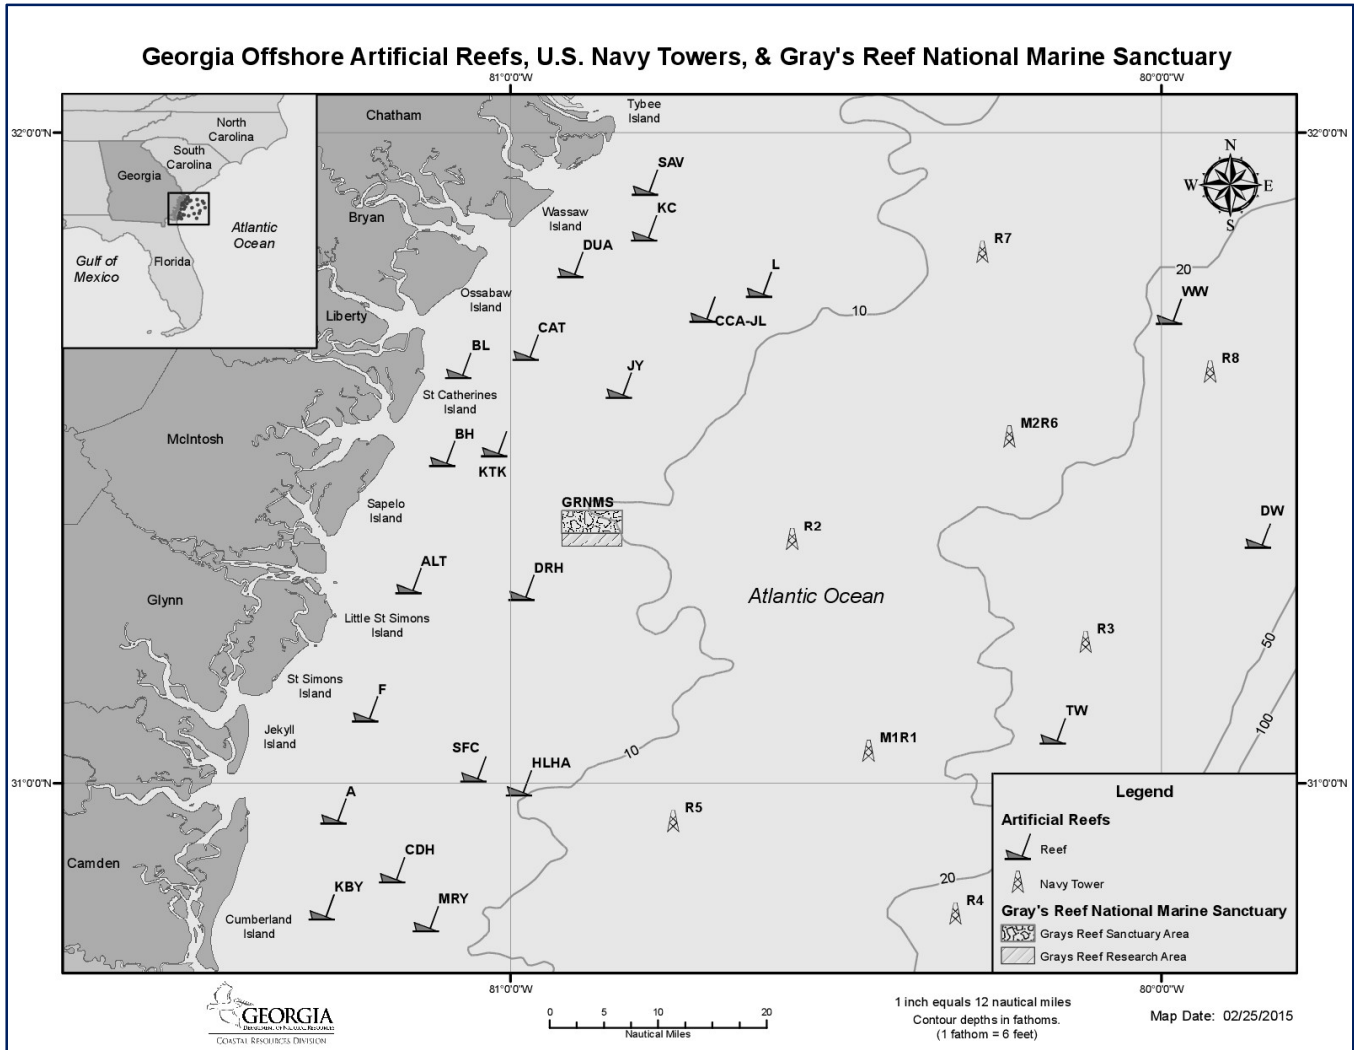 Georgia Offshore Artificial Reefs, U.S. Navy Towers, & Gray's Reef National Marine Sanctuary
81°0'0"W
80°0'0"W
32°0'0"N
32°0'0"N
North
Carolina
South
Carolina
Georgia
Atlantic
Ocean
Gulf of
Mexico
Florida
Chatham
Tybee
Island
SAV
N
W
E
S
KC
Bryan
Wassaw
Island
DUA
R7
L
20
WW
Ossabaw
Island
Liberty
CCA-JL
10
CAT
BL
JY
R8
St Catherines
Island
McIntosh
BH
KTK
M2R6
Sapelo
Island
GRNMS
R2
DW
ALT
DRH
Atlantic Ocean
Glynn
Little St Simons
Island
R3
50
St Simons
Island
F
TW
100
Jekyll
Island
SFC
HLHA
10
M1R1
31°0'0"N
31°0'0"N
A
R5
Camden
CDH
KBY
MRY
Cumberland
Island
20
R4
Legend
Artificial Reefs
Reef
Navy Tower
Gray's Reef National Marine Sanctuary
Grays Reef Sanctuary Area
Grays Reef Research Area
81°0'0"W
80°0'0"W
GEORGIA
DEPARTMENT OF NATURAL RESOURCES
COASTAL RESOURCES DIVISION
0 5 10 20
Nautical Miles
1 inch equals 12 nautical miles
Contour depths in fathoms.
(1 fathom = 6 feet)
Map Date: 02/25/2015